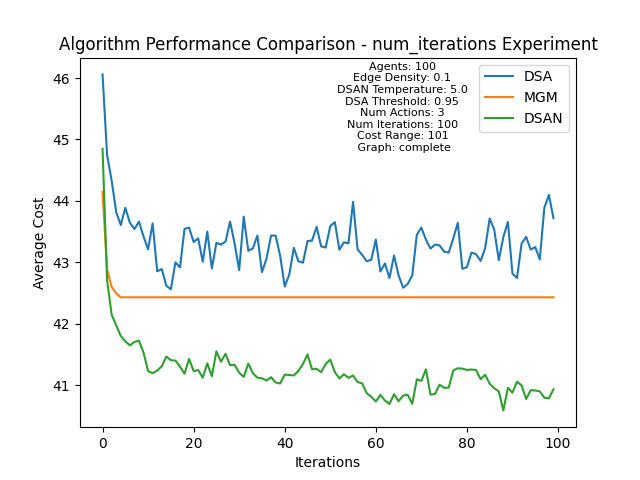 Algorithm Performance Comparison - num_iterations Experiment
Agents: 100
Edge Density: 0.1
DSAN Temperature: 5.0
DSA Threshold: 0.95
Num Actions: 3
Num Iterations: 100
Cost Range: 101
Graph: complete
DSA
MGM
DSAN
Average Cost
46
45
44
43
42
41
0 20 40 60 80 100
Iterations